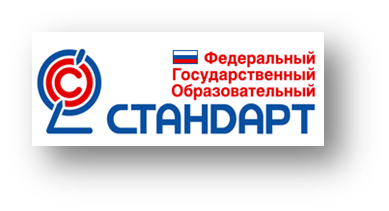 Федеральный
Государственный
Образовательный
С СТАНДАРТ